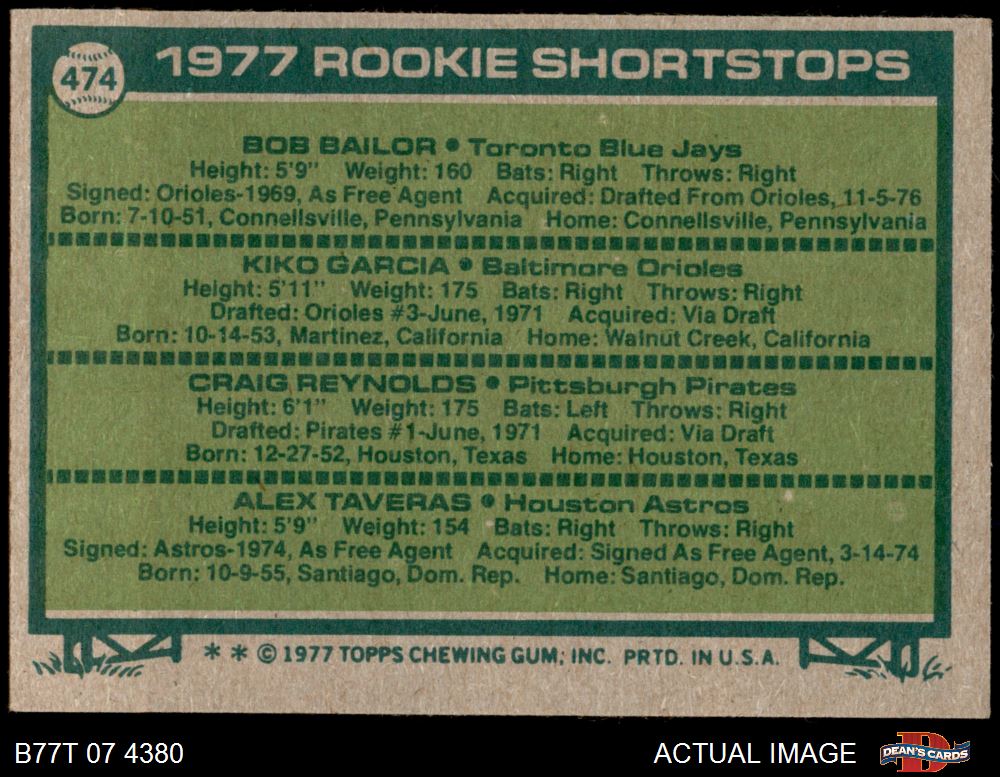 474
1977 ROOKIE SHORTSTOPS
BOB BAILOR • Toronto Blue Jays
Height: 5'9" Weight: 160 Bats: Right Throws: Right
Signed: Orioles-1969, As Free Agent Acquired: Drafted From Orioles, 11-5-76
Born: 7-10-51, Connellsville, Pennsylvania Home: Connellsville, Pennsylvania
KIKO GARCIA • Baltimore Orioles
Height: 5'11" Weight: 175 Bats: Right Throws: Right
Drafted: Orioles #3-June, 1971 Acquired: Via Draft
Born: 10-14-53, Martinez, California Home: Walnut Creek, California
CRAIG REYNOLDS • Pittsburgh Pirates
Height: 6'1" Weight: 175 Bats: Left Throws: Right
Drafted: Pirates #1-June, 1971 Acquired: Via Draft
Born: 12-27-52, Houston, Texas Home: Houston, Texas
ALEX TAVERAS • Houston Astros
Height: 5'9" Weight: 154 Bats: Right Throws: Right
Signed: Astros-1974, As Free Agent Acquired: Signed As Free Agent, 3-14-74
Born: 10-9-55, Santiago, Dom. Rep. Home: Santiago, Dom. Rep.
* * © 1977 TOPPS CHEWING GUM, INC. PRTD. IN U.S.A.
B77T 07 4380 ACTUAL IMAGE DEAN'S CARDS